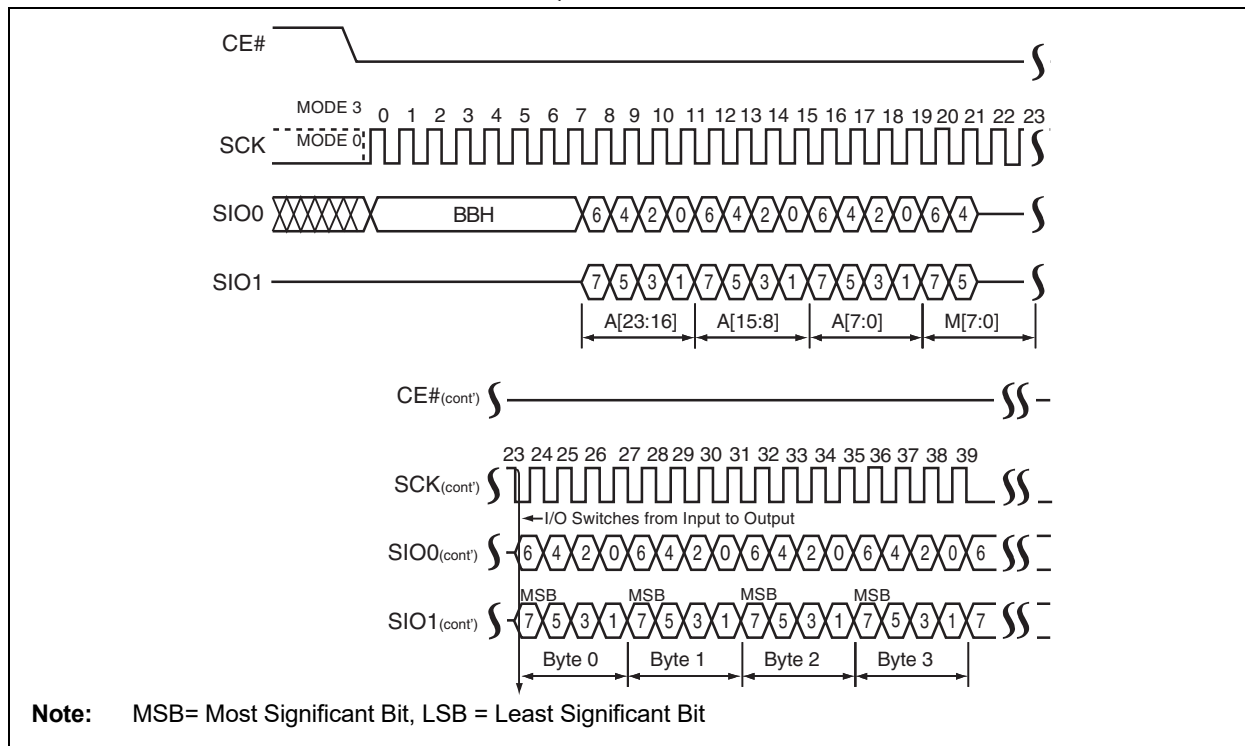 CE#
MODE 3
0 1 2 3 4 5 6 7 8 9 10 11 12 13 14 15 16 17 18 19 20 21 22 23
SCK
MODE 0
SIO0
BBH
6 4 2 0 6 4 2 0 6 4 2 0 6 4
SIO1
7 5 3 1 7 5 3 1 7 5 3 1 7 5
A[23:16] A[15:8] A[7:0] M[7:0]
CE#(cont')
23 24 25 26 27 28 29 30 31 32 33 34 35 36 37 38 39
SCK(cont')
I/O Switches from Input to Output
SIO0(cont')
6 4 2 0 6 4 2 0 6 4 2 0 6 4 2 0 6
MSB MSB MSB MSB
SIO1(cont')
7 5 3 1 7 5 3 1 7 5 3 1 7 5 3 1 7
Byte 0 Byte 1 Byte 2 Byte 3
Note: MSB= Most Significant Bit, LSB = Least Significant Bit